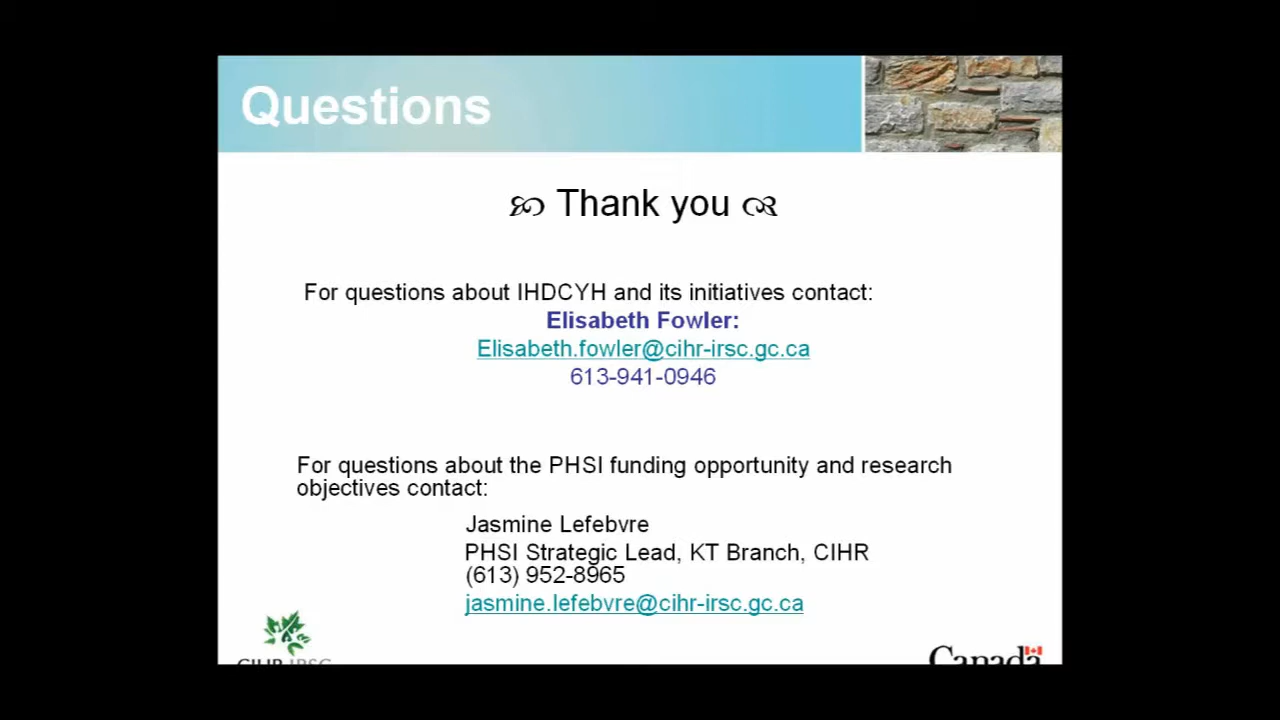 Questions
Thank you
For questions about IHDCYH and its initiatives contact:
Elisabeth Fowler:
Elisabeth.fowler@cihr-irsc.gc.ca
613-941-0946
For questions about the PHSI funding opportunity and research
objectives contact:
Jasmine Lefebvre
PHSI Strategic Lead, KT Branch, CIHR
(613) 952-8965
jasmine.lefebvre@cihr-irsc.gc.ca
CIHR IRSC
Canada